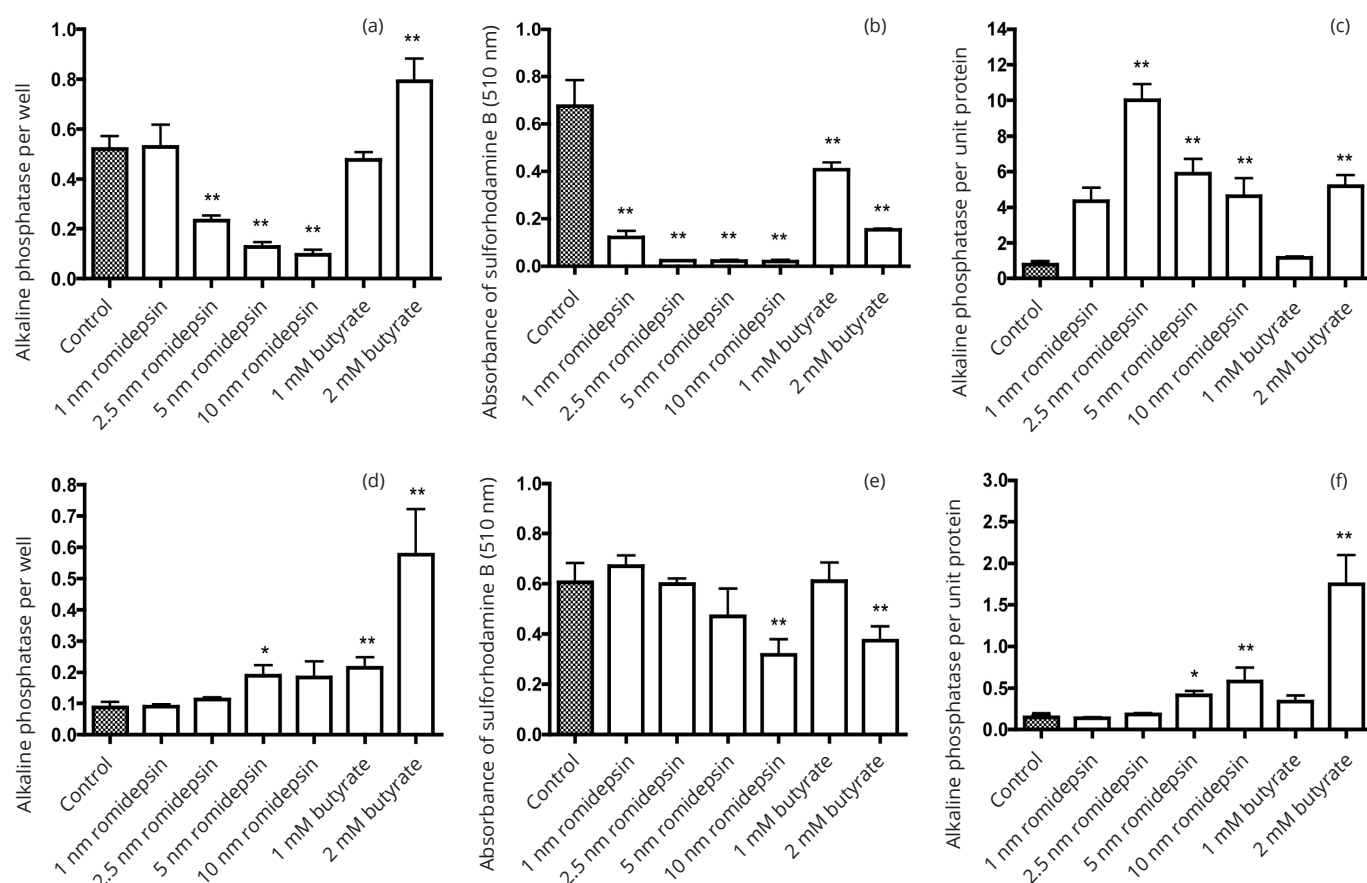 (a)
Alkaline phosphatase per well
1.0
0.8
0.6
0.4
0.2
0.0
**
**
**
**
Control
1 nm romidepsin
2.5 nm romidepsin
5 nm romidepsin
10 nm romidepsin
1 mM butyrate
2 mM butyrate
(b)
Absorbance of sulforhodamine B (510 nm)
1.0
0.8
0.6
0.4
0.2
0.0
**
**
**
**
**
**
Control
1 nm romidepsin
2.5 nm romidepsin
5 nm romidepsin
10 nm romidepsin
1 mM butyrate
2 mM butyrate
(c)
Alkaline phosphatase per unit protein
14
12
10
8
6
4
2
0
**
**
**
**
Control
1 nm romidepsin
2.5 nm romidepsin
5 nm romidepsin
10 nm romidepsin
1 mM butyrate
2 mM butyrate
(d)
Alkaline phosphatase per well
0.8
0.7
0.6
0.5
0.4
0.3
0.2
0.1
0.0
*
**
**
Control
1 nm romidepsin
2.5 nm romidepsin
5 nm romidepsin
10 nm romidepsin
1 mM butyrate
2 mM butyrate
(e)
Absorbance of sulforhodamine B (510 nm)
1.0
0.8
0.6
0.4
0.2
0.0
**
**
Control
1 nm romidepsin
2.5 nm romidepsin
5 nm romidepsin
10 nm romidepsin
1 mM butyrate
2 mM butyrate
(f)
Alkaline phosphatase per unit protein
3.0
2.5
2.0
1.5
1.0
0.5
0.0
*
**
**
Control
1 nm romidepsin
2.5 nm romidepsin
5 nm romidepsin
10 nm romidepsin
1 mM butyrate
2 mM butyrate